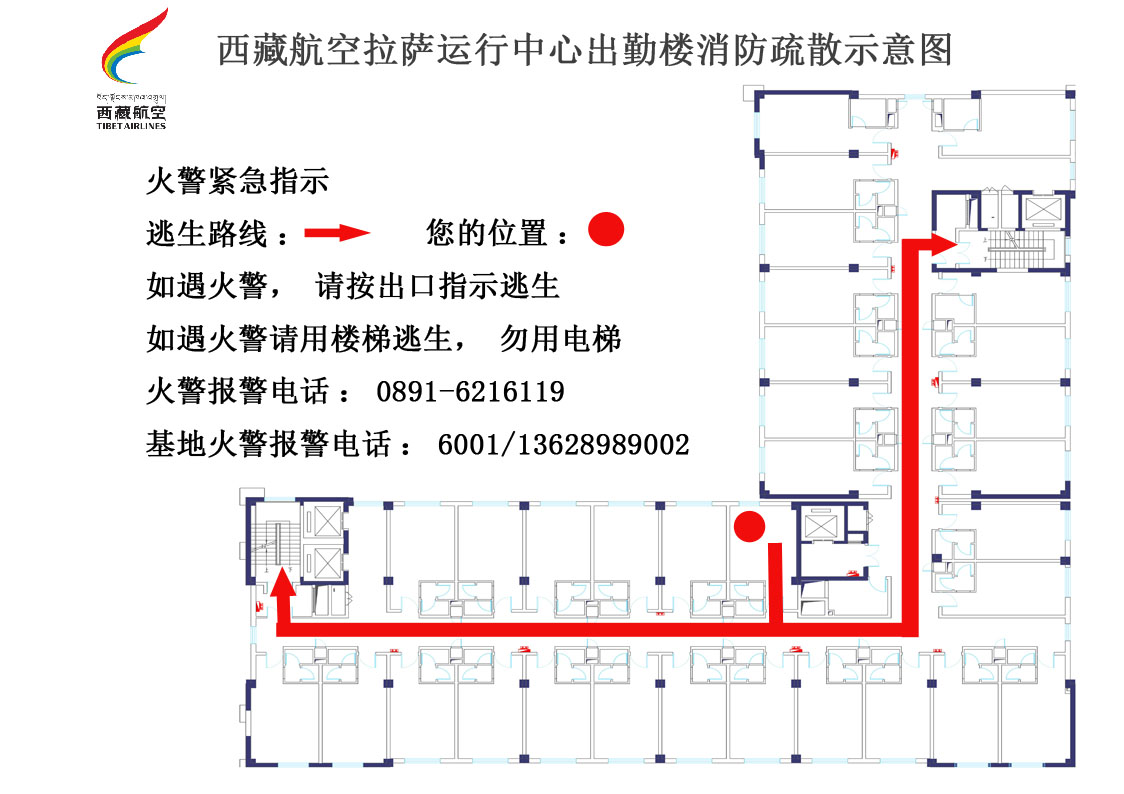 西藏航空拉萨运行中心出勤楼消防疏散示意图
西藏航空
TIBET AIRLINES
火警紧急指示
逃生路线： 您的位置：
如遇火警， 请按出口指示逃生
如遇火警请用楼梯逃生， 勿用电梯
火警报警电话： 0891-6216119
基地火警报警电话： 6001/13628989002
上
下
上
下